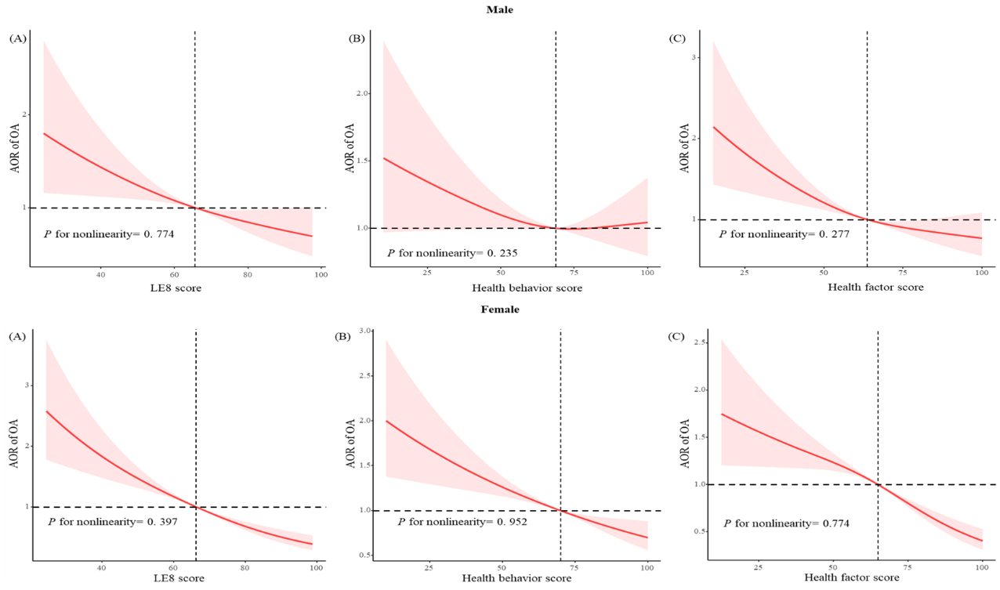 Male
(A)
AOR of OA
2
1
P for nonlinearity= 0. 774
40
60
80
100
LE8 score
(B)
AOR of OA
2.0
1.5
1.0
P for nonlinearity= 0. 235
25
50
75
100
Health behavior score
(C)
AOR of OA
3
2
1
P for nonlinearity= 0. 277
25
50
75
100
Health factor score
Female
(A)
AOR of OA
3
2
1
P for nonlinearity= 0. 397
40
60
80
100
LE8 score
(B)
AOR of OA
3.0
2.5
2.0
1.5
1.0
0.5
P for nonlinearity= 0. 952
25
50
75
100
Health behavior score
(C)
AOR of OA
2.5
2.0
1.5
1.0
0.5
P for nonlinearity= 0.774
25
50
75
100
Health factor score